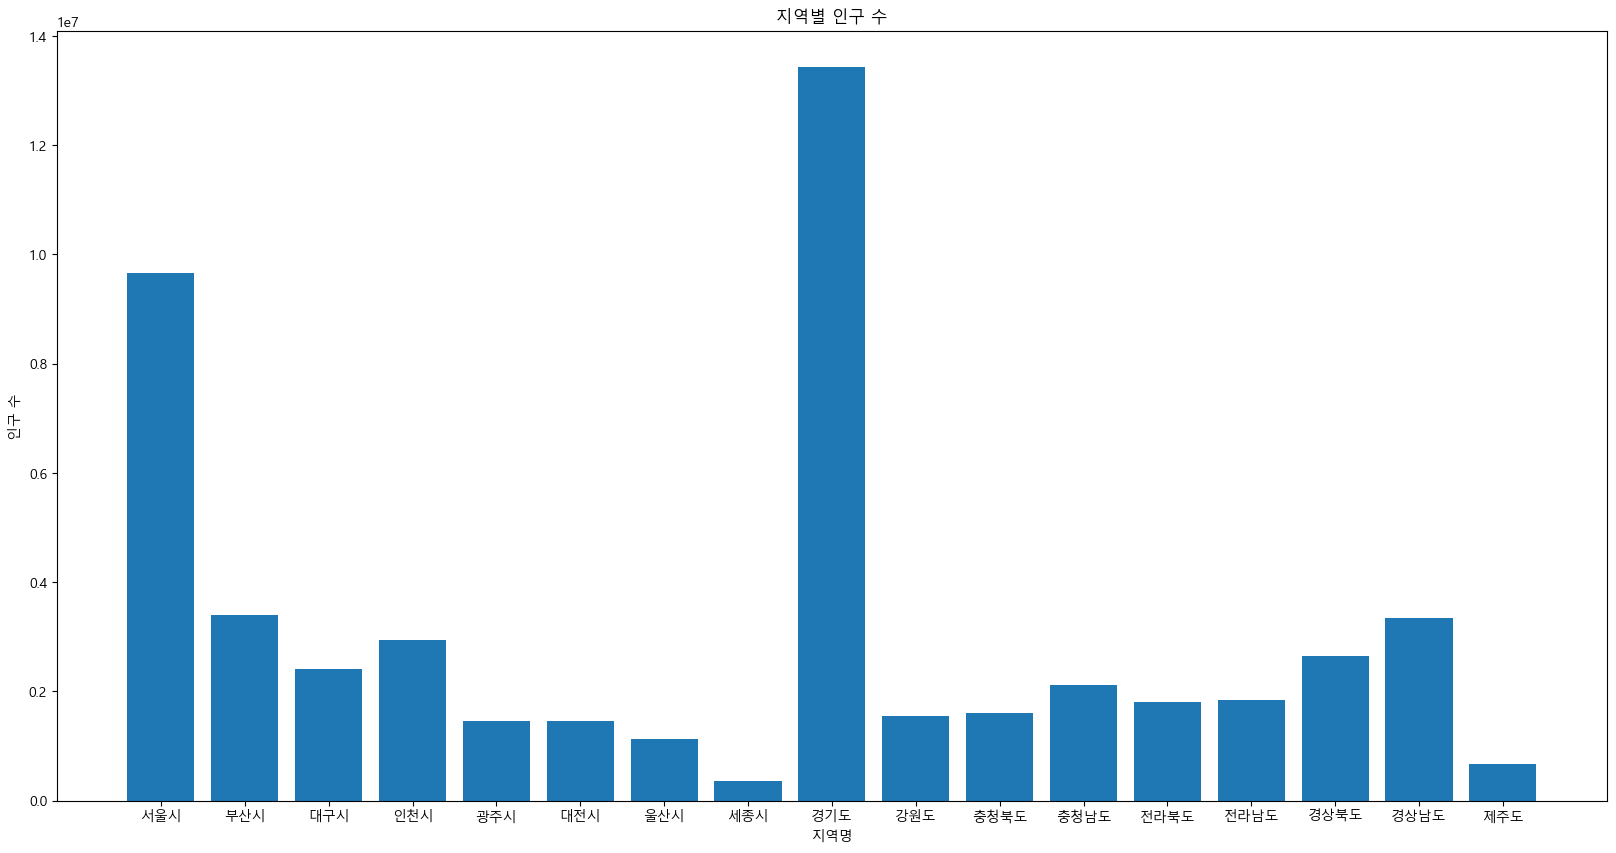 지역별 인구 수
1e7
1.4
1.2
1.0
0.8
0.6
0.4
0.2
0.0
인구 수
서울시 부산시 대구시 인천시 광주시 대전시 울산시 세종시 경기도 강원도 충청북도 충청남도 전라북도 전라남도 경상북도 경상남도 제주도
지역명